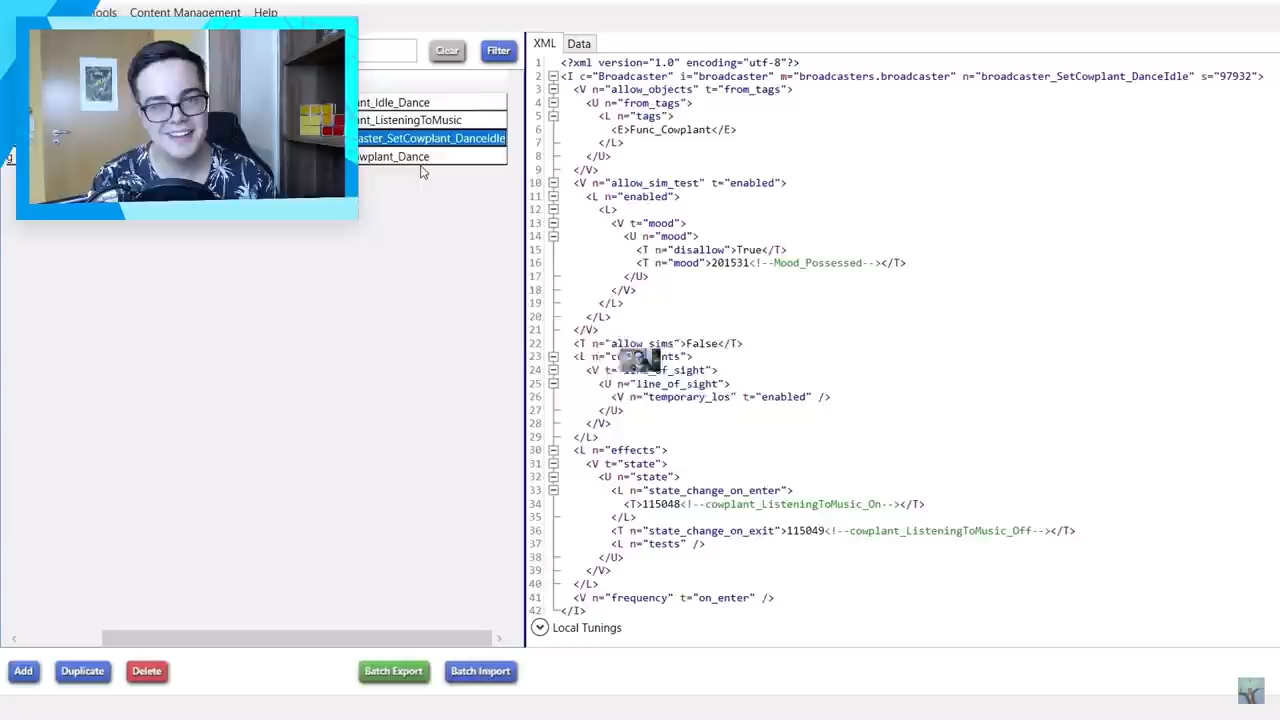 Tools Content Management Help
Clear Filter
ant_Idle_Dance
ant_ListeningToMusic
aster_SetCowplant_DanceIdle
owplant_Dance
XML Data
1 <?xml version="1.0" encoding="utf-8"?>
2 <I c="Broadcaster" i="broadcaster" m="broadcasters.broadcaster" n="broadcaster_SetCowplant_DanceIdle" s="97932">
3 <V n="allow_objects" t="from_tags">
4 <U n="from_tags">
5 <L n="tags">
6 <E>Func_Cowplant</E>
7 </L>
8 </U>
9 </V>
10 <V n="allow_sim_test" t="enabled">
11 <L n="enabled">
12 <L>
13 <V t="mood">
14 <U n="mood">
15 <T n="disallow">True</T>
16 <T n="mood">201531<!--Mood_Possessed--></T>
17 </U>
18 </V>
19 </L>
20 </L>
21 </V>
22 <T n="allow_sims">False</T>
23 <L n= nts">
24 <V t= of_sight">
25 <U n="line_of_sight">
26 <V n="temporary_los" t="enabled" />
27 </U>
28 </V>
29 </L>
30 <L n="effects">
31 <V t="state">
32 <U n="state">
33 <L n="state_change_on_enter">
34 <T>115048<!--cowplant_ListeningToMusic_On--></T>
35 </L>
36 <T n="state_change_on_exit">115049<!--cowplant_ListeningToMusic_Off--></T>
37 <L n="tests" />
38 </U>
39 </V>
40 </L>
41 <V n="frequency" t="on_enter" />
42 </I>
Local Tunings
Add Duplicate Delete Batch Export Batch Import